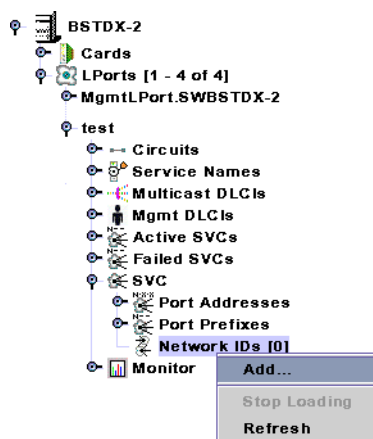 BSTDX-2
Cards
LPorts [1 - 4 of 4]
MgmtLPort.SWBSTDX-2
test
Circuits
Service Names
Multicast DLCIs
Mgmt DLCIs
Active SVCs
Failed SVCs
SVC
Port Addresses
Port Prefixes
Network IDs [0]
Monitor
Add...
Stop Loading
Refresh